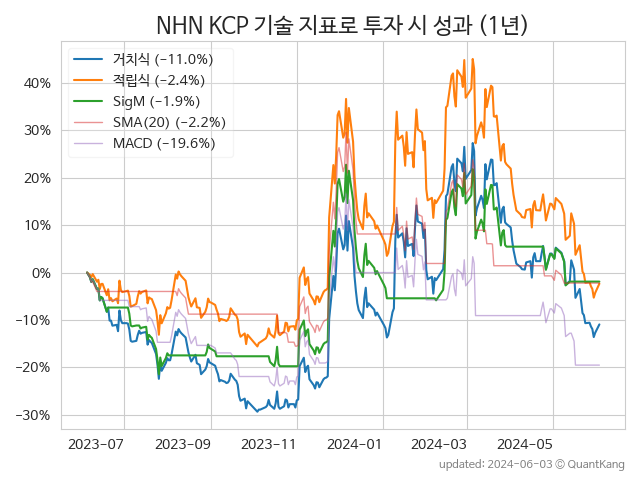 NHN KCP 기술 지표로 투자 시 성과 (1년)
거치식 (−11.0%)
적립식 (−2.4%)
SigM (−1.9%)
SMA(20) (−2.2%)
MACD (−19.6%)
40%
30%
20%
10%
0%
−10%
−20%
−30%
2023-07 2023-09 2023-11 2024-01 2024-03 2024-05
updated: 2024-06-03 © QuantKang